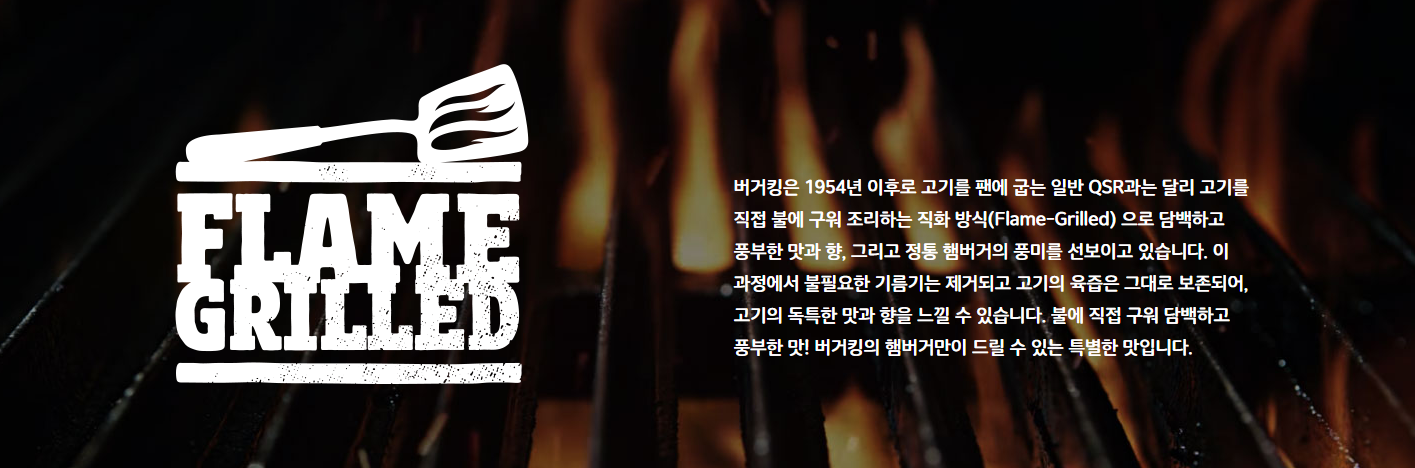 FLAME
GRILLED
버거킹은 1954년 이후로 고기를 팬에 굽는 일반 QSR과는 달리 고기를
직접 불에 구워 조리하는 직화 방식(Flame-Grilled) 으로 담백하고
풍부한 맛과 향, 그리고 정통 햄버거의 풍미를 선보이고 있습니다. 이
과정에서 불필요한 기름기는 제거되고 고기의 육즙은 그대로 보존되어,
고기의 독특한 맛과 향을 느낄 수 있습니다. 불에 직접 구워 담백하고
풍부한 맛! 버거킹의 햄버거만이 드릴 수 있는 특별한 맛입니다.